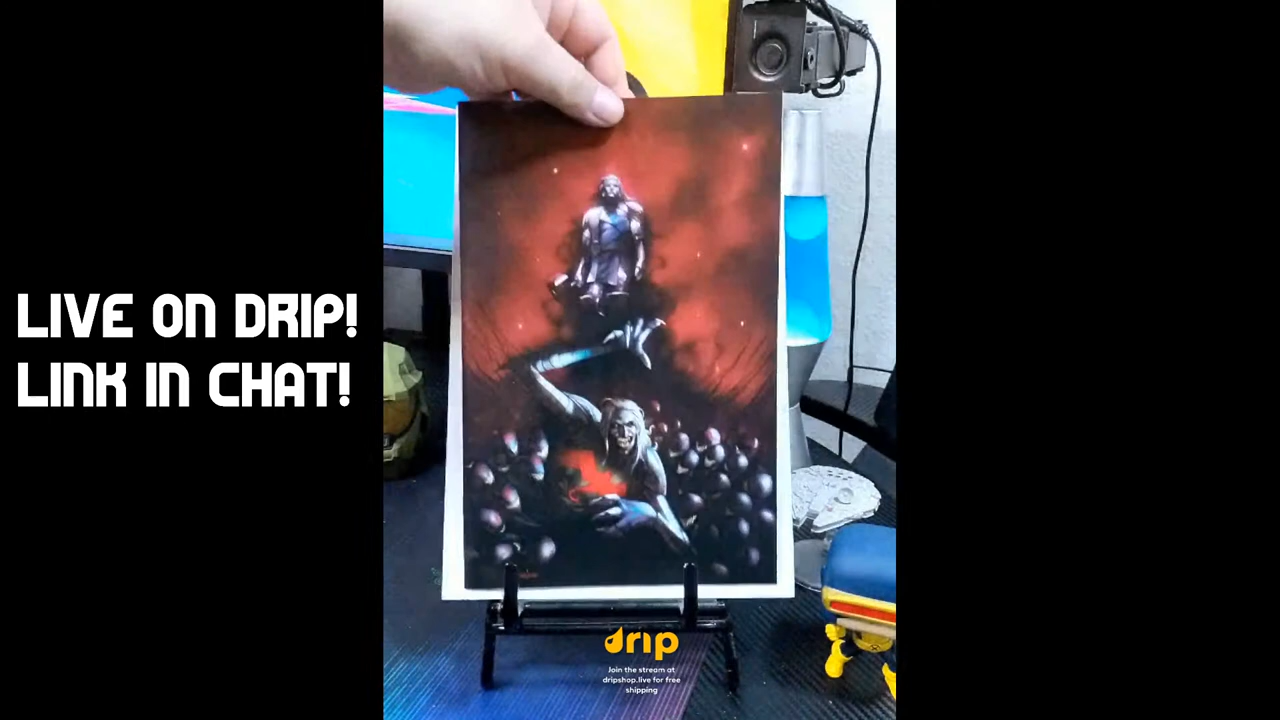 LIVE ON DRIP!
LINK IN CHAT!
drip
Join the stream at
dripshop.live for free
shipping